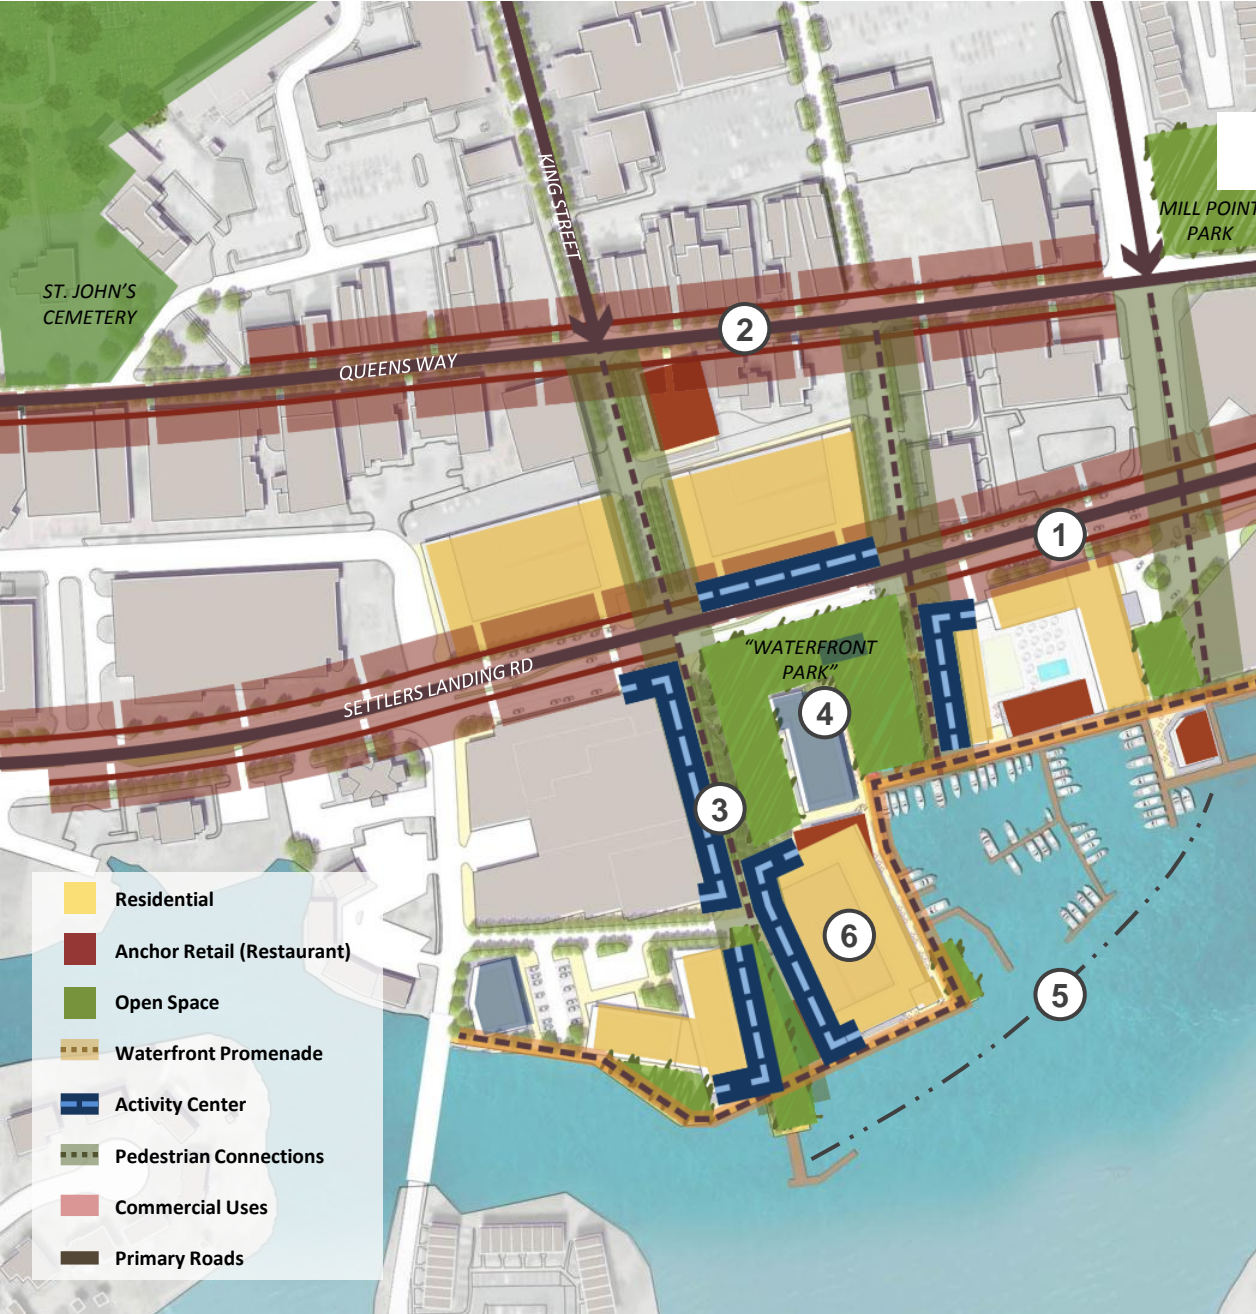 KING STREET
MILL POINT
PARK
ST. JOHN'S
CEMETERY
2
QUEENS WAY
1
"WATERFRONT
PARK"
SETTLERS LANDING RD
4
3
6
5
Residential
Anchor Retail (Restaurant)
Open Space
Waterfront Promenade
Activity Center
Pedestrian Connections
Commercial Uses
Primary Roads